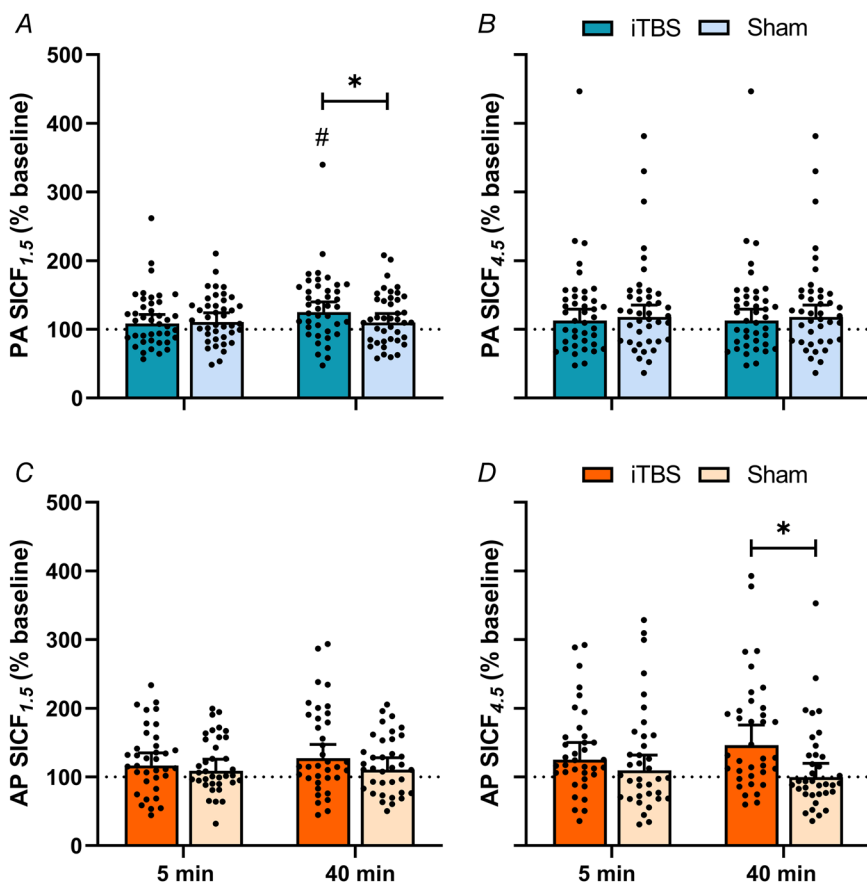 A
iTBS Sham
PA SICF1.5 (% baseline)
500
400
300
200
100
0
*
#
B
PA SICF4.5 (% baseline)
C
AP SICF1.5 (% baseline)
500
400
300
200
100
0
5 min 40 min
D
iTBS Sham
AP SICF4.5 (% baseline)
*
5 min 40 min